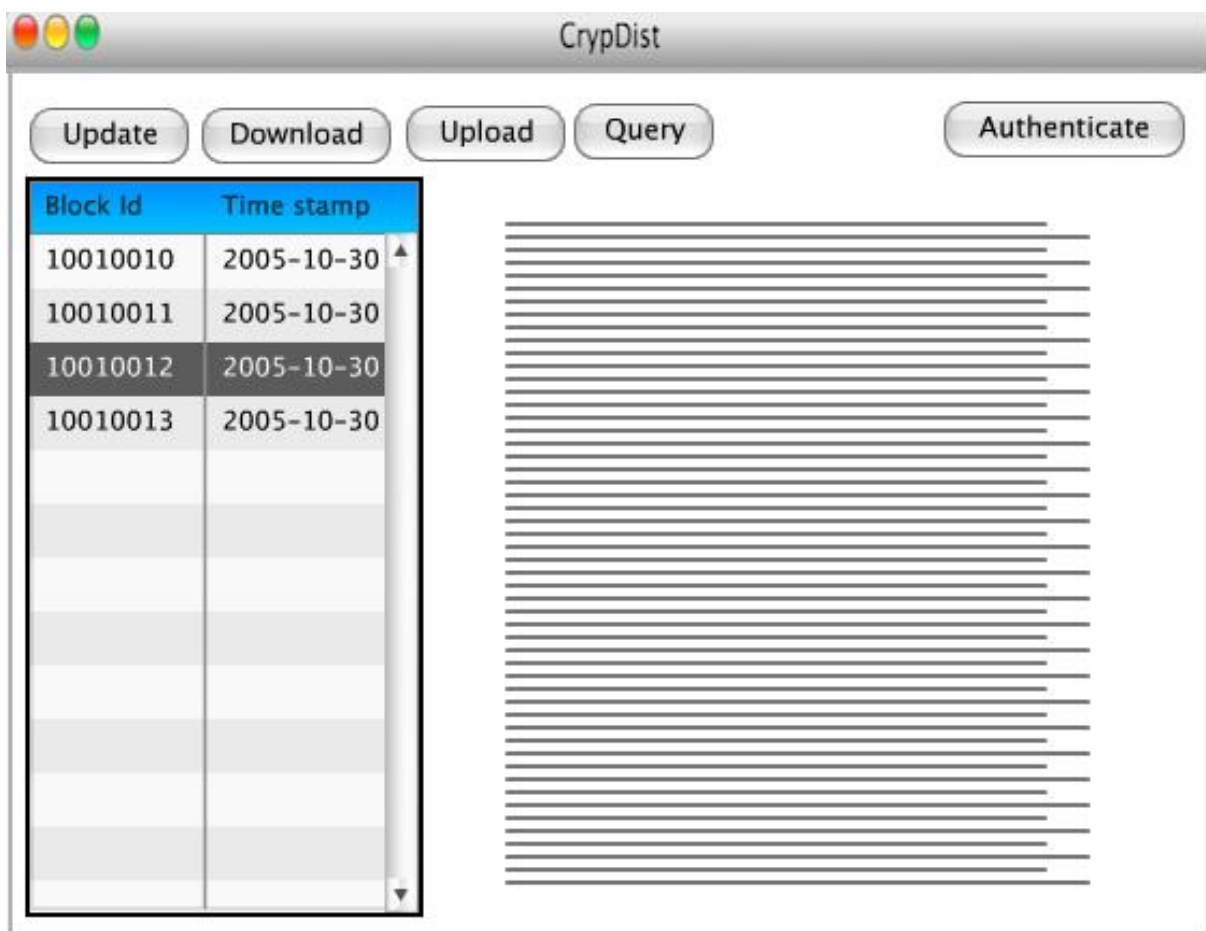 CrypDist
Update Download Upload Query Authenticate
Block Id Time stamp
10010010 2005-10-30
10010011 2005-10-30
10010012 2005-10-30
10010013 2005-10-30